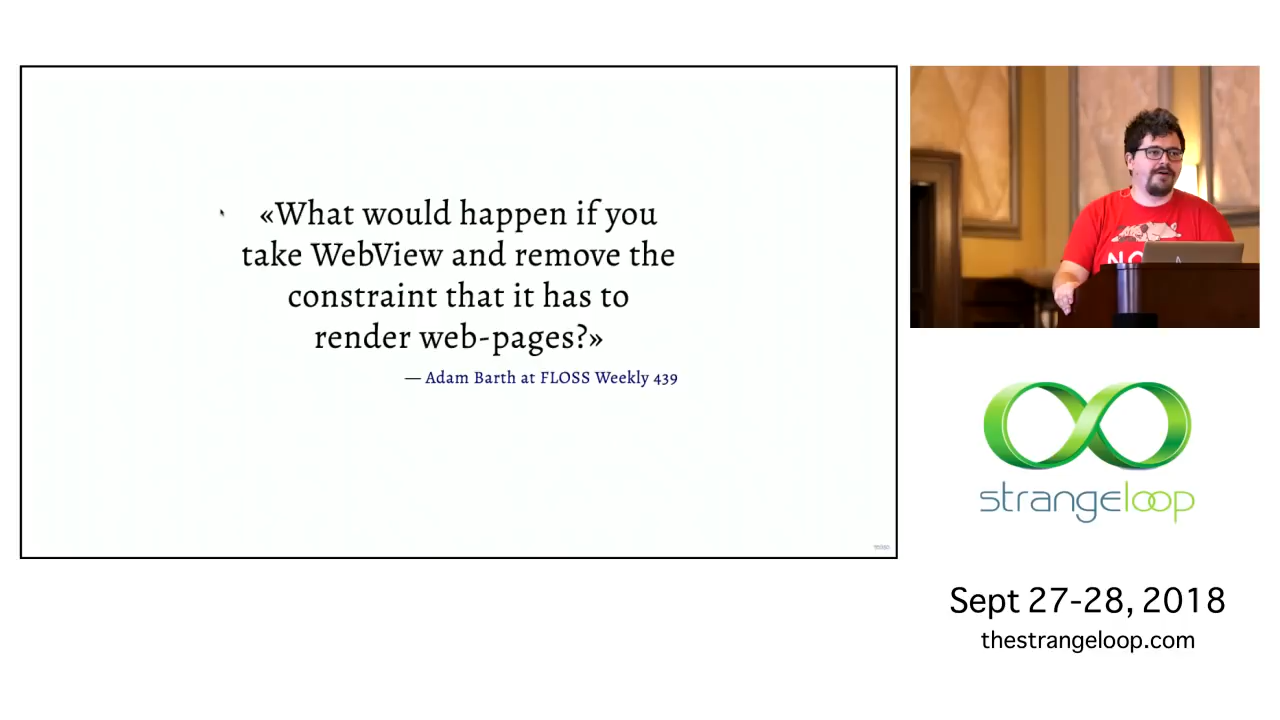 «What would happen if you
take WebView and remove the
constraint that it has to
render web-pages?»
— Adam Barth at FLOSS Weekly 439
strangeloop
Sept 27-28, 2018
thestrangeloop.com